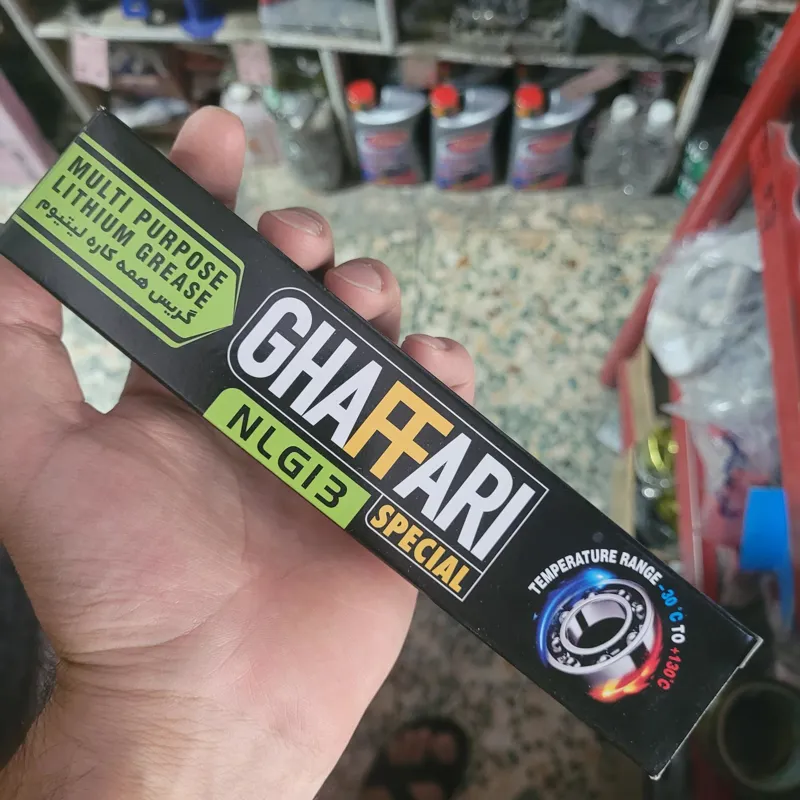 MULTI PURPOSE
LITHIUM GREASE
گریس همه کاره لیتیوم
GHAFFARI
NLGI3
SPECIAL
TEMPERATURE RANGE -30°C TO +130°C